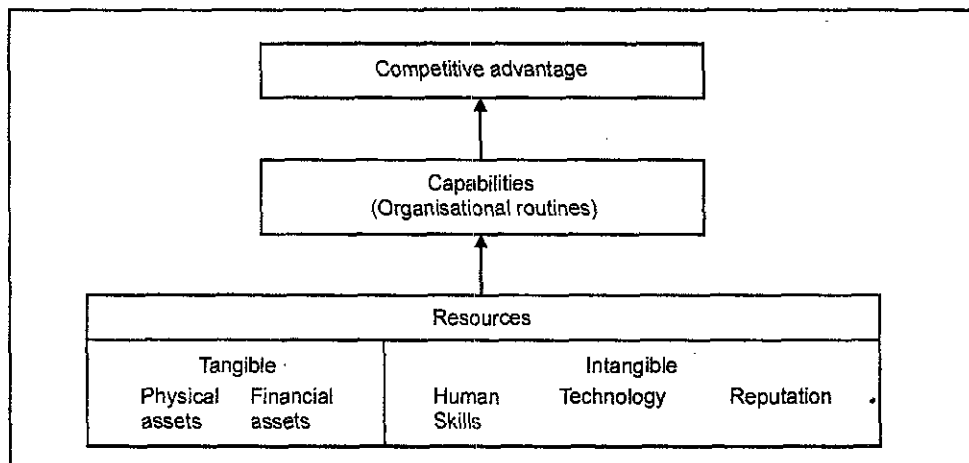 Competitive advantage
Capabilities
(Organisational routines)
Resources
Tangible
Physical assets
Financial assets
Intangible
Human Skills
Technology
Reputation